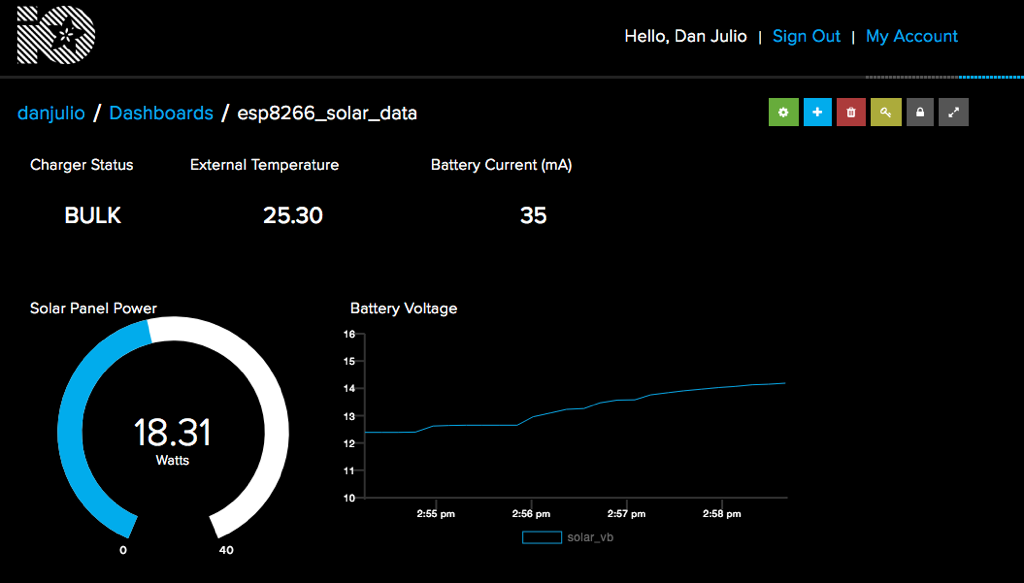 io
Hello, Dan Julio | Sign Out | My Account
danjulio / Dashboards / esp8266_solar_data
Charger Status
External Temperature
Battery Current (mA)
BULK
25.30
35
Solar Panel Power
18.31
Watts
0
40
Battery Voltage
16
15
14
13
12
11
10
2:55 pm
2:56 pm
2:57 pm
2:58 pm
solar_vb